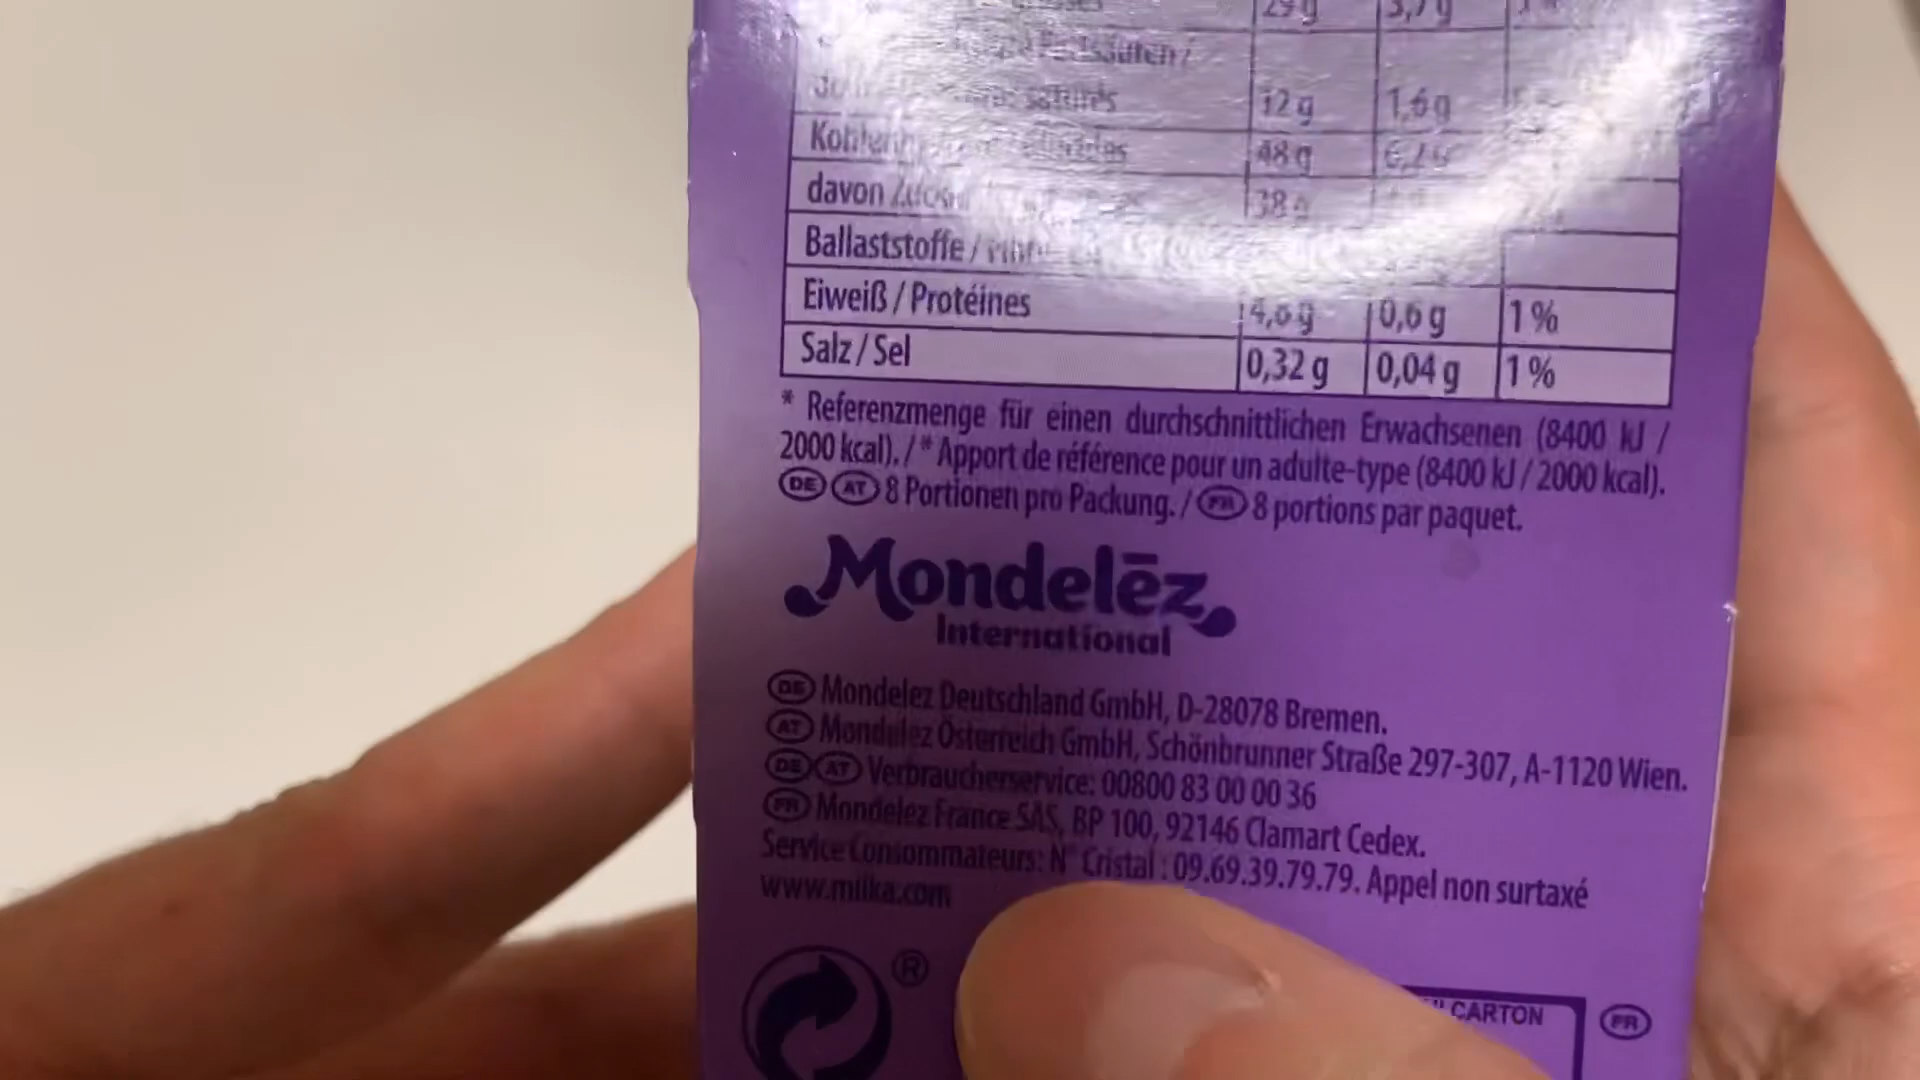 29 g 3,7 g
Fettsäuren /
12 g 1,6 g
48 g
davon 38 g
Ballaststoffe /
Eiweiß / Protéines 0,6 g 1 %
Salz / Sel 0,32 g 0,04 g 1 %
* Referenzmenge für einen durchschnittlichen Erwachsenen (8400 kJ /
2000 kcal). / * Apport de référence pour un adulte-type (8400 kJ / 2000 kcal).
DE AT 8 Portionen pro Packung. / FR 8 portions par paquet.
Mondelēz
International
DE Mondelez Deutschland GmbH, D-28078 Bremen.
AT Mondelez Österreich GmbH, Schönbrunner Straße 297-307, A-1120 Wien.
DE AT Verbraucherservice: 00800 83 00 00 36
FR Mondelez France SAS, BP 100, 92146 Clamart Cedex.
Service Consommateurs: N° Cristal : 09.69.39.79.79. Appel non surtaxé
www.milka.com
®
CARTON FR